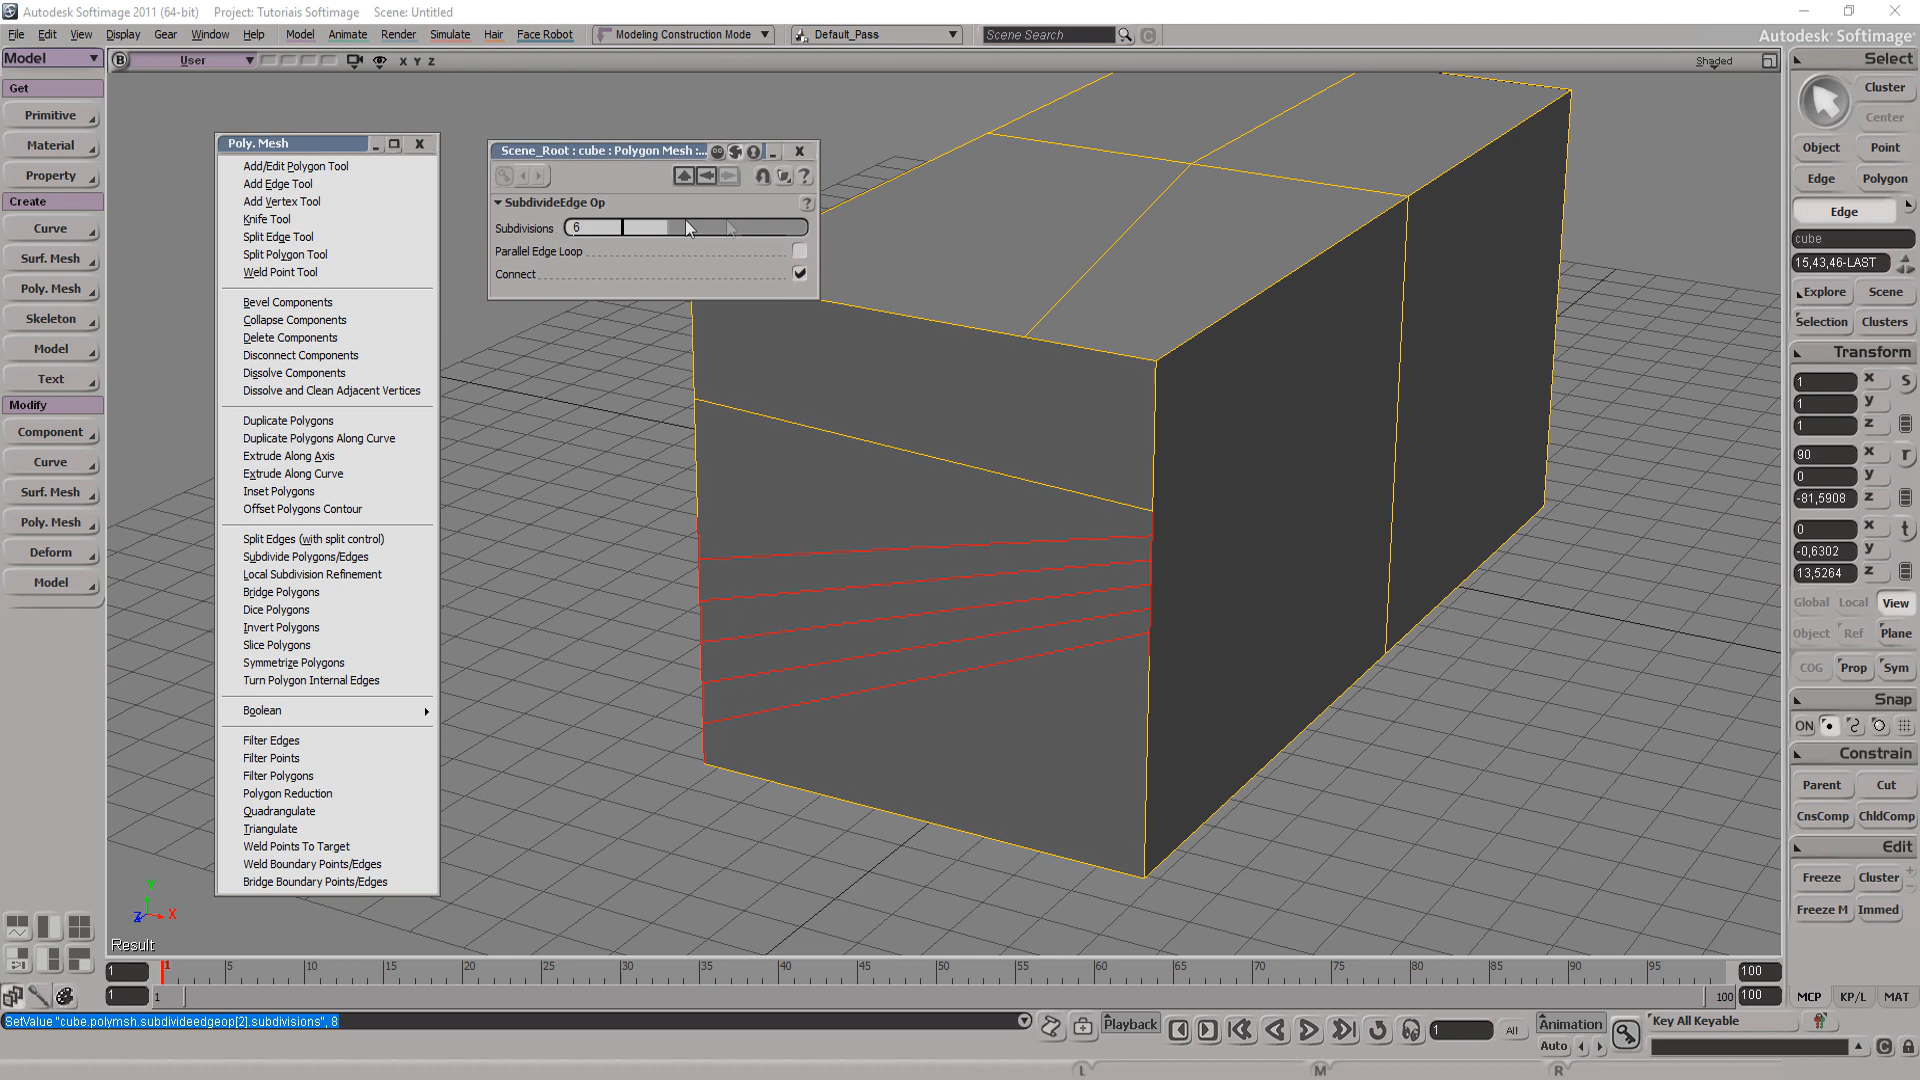 Autodesk Softimage 2011 (64-bit) Project: Tutoriais Softimage Scene: Untitled
File Edit View Display Gear Window Help Model Animate Render Simulate Hair Face Robot Modeling Construction Mode Default_Pass Scene Search Autodesk® Softimage®
Model
B User X Y Z Shaded
Get
Primitive
Material
Property
Create
Curve
Surf. Mesh
Poly. Mesh
Skeleton
Model
Text
Modify
Component
Curve
Surf. Mesh
Poly. Mesh
Deform
Model
Poly. Mesh
Add/Edit Polygon Tool
Add Edge Tool
Add Vertex Tool
Knife Tool
Split Edge Tool
Split Polygon Tool
Weld Point Tool
Bevel Components
Collapse Components
Delete Components
Disconnect Components
Dissolve Components
Dissolve and Clean Adjacent Vertices
Duplicate Polygons
Duplicate Polygons Along Curve
Extrude Along Axis
Extrude Along Curve
Inset Polygons
Offset Polygons Contour
Split Edges (with split control)
Subdivide Polygons/Edges
Local Subdivision Refinement
Bridge Polygons
Dice Polygons
Invert Polygons
Slice Polygons
Symmetrize Polygons
Turn Polygon Internal Edges
Boolean
Filter Edges
Filter Points
Filter Polygons
Polygon Reduction
Quadrangulate
Triangulate
Weld Points To Target
Weld Boundary Points/Edges
Bridge Boundary Points/Edges
Scene_Root : cube : Polygon Mesh :...
SubdivideEdge Op
Subdivisions 6
Parallel Edge Loop
Connect
Y
Z X
Result
Select
Cluster
Center
Object Point
Edge Polygon
Edge
cube
15,43,46-LAST
Explore Scene
Selection Clusters
Transform
1 x s
1 y
1 z
90 x r
0 y
-81,5908 z
0 x t
-0,6302 y
13,5264 z
Global Local View
Object Ref Plane
COG Prop Sym
Snap
ON
Constrain
Parent Cut
CnsComp ChldComp
Edit
Freeze Cluster
Freeze M Immed
MCP KP/L MAT
1 1 5 10 15 20 25 30 35 40 45 50 55 60 65 70 75 80 85 90 95 100
1 1 100 100
SetValue "cube.polymsh.subdivideedgeop[2].subdivisions", 8
Playback 1 All Animation Key All Keyable
Auto
L M R